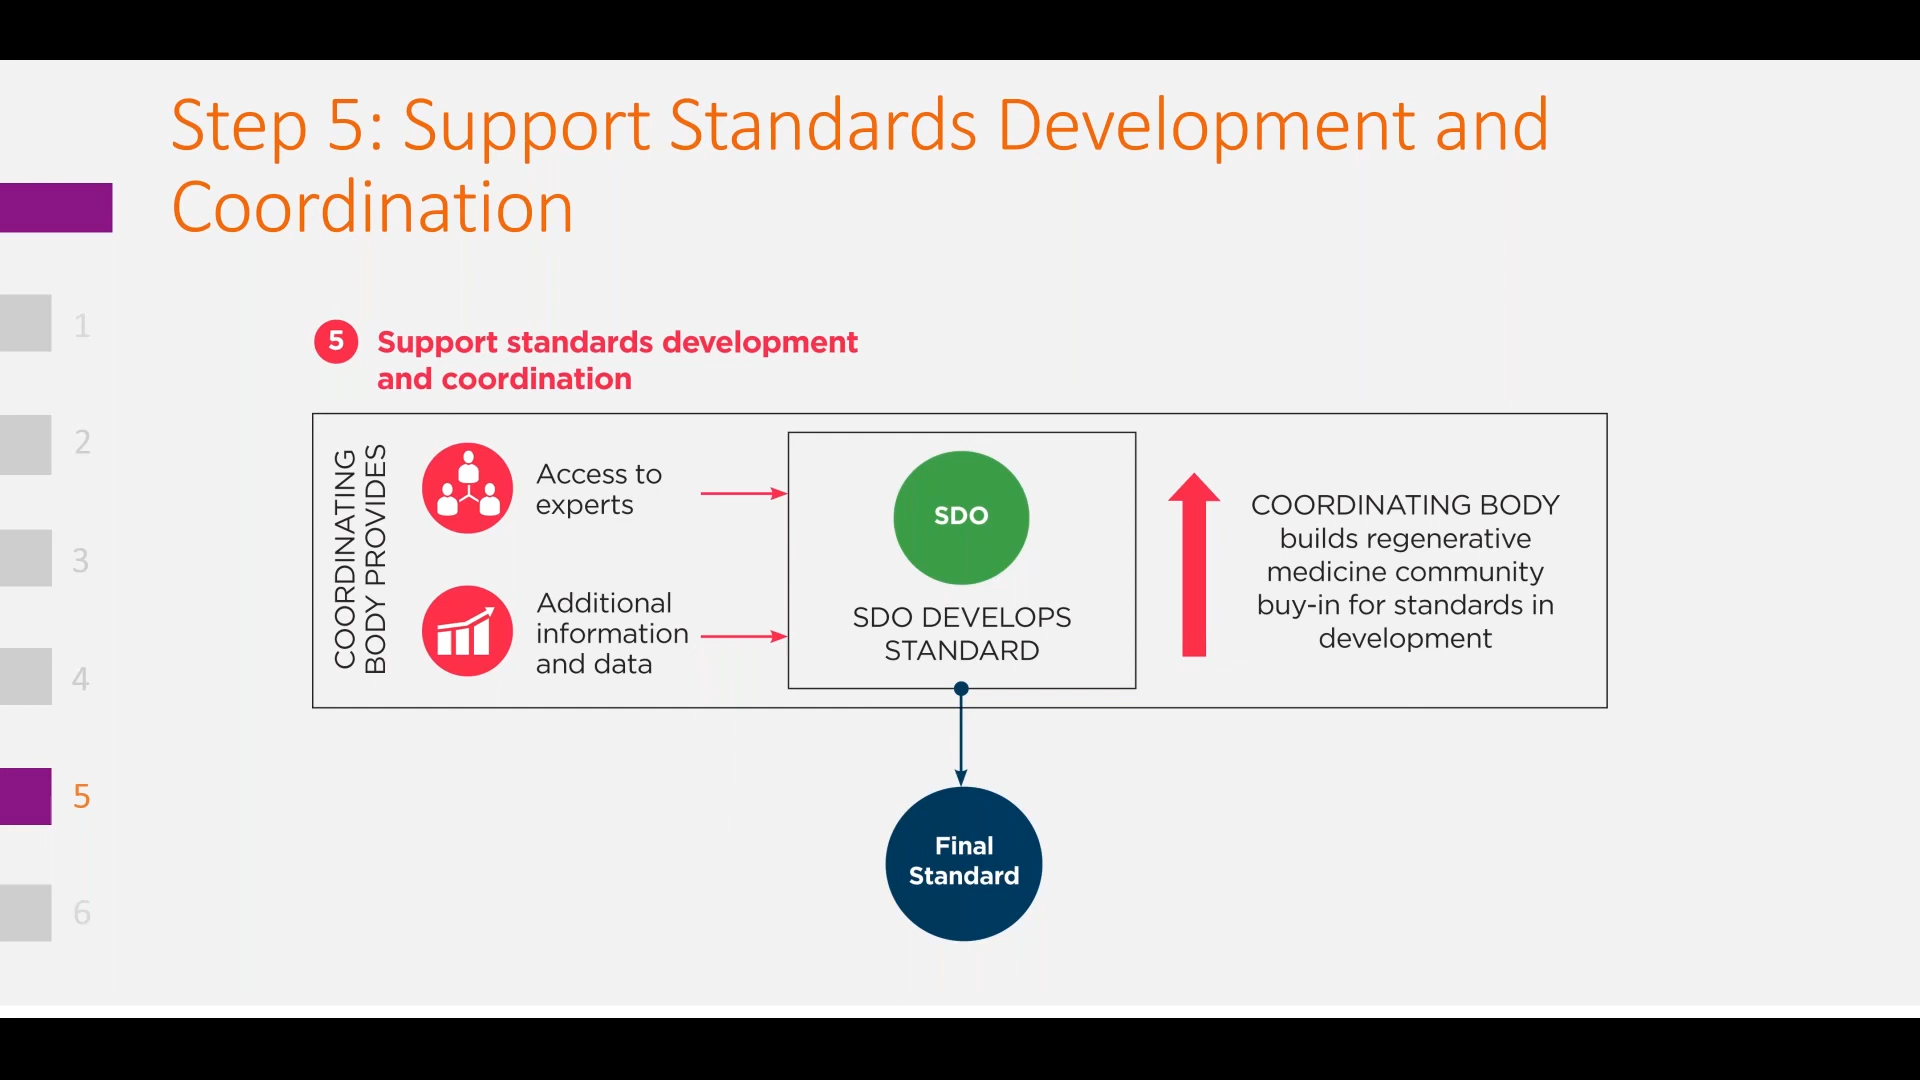 Step 5: Support Standards Development and
Coordination
1
2
3
4
5
6
5
Support standards development
and coordination
COORDINATING
BODY PROVIDES
Access to
experts
Additional
information
and data
SDO
SDO DEVELOPS
STANDARD
COORDINATING BODY
builds regenerative
medicine community
buy-in for standards in
development
Final
Standard